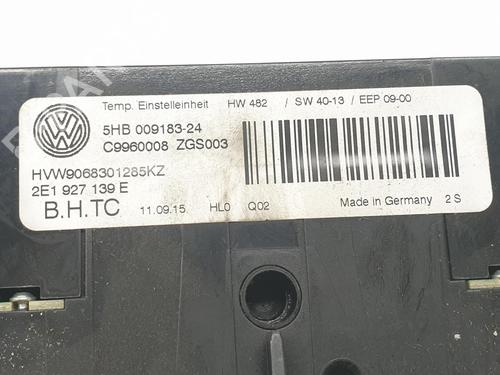 Temp. Einstelleinheit HW 482 / SW 40-13 / EEP 09-00
5HB 009183-24
C9960008 ZGS003
HVW9068301285KZ
2E1 927 139 E
B.H.TC 11.09.15 HL0 Q02 Made in Germany 2 S